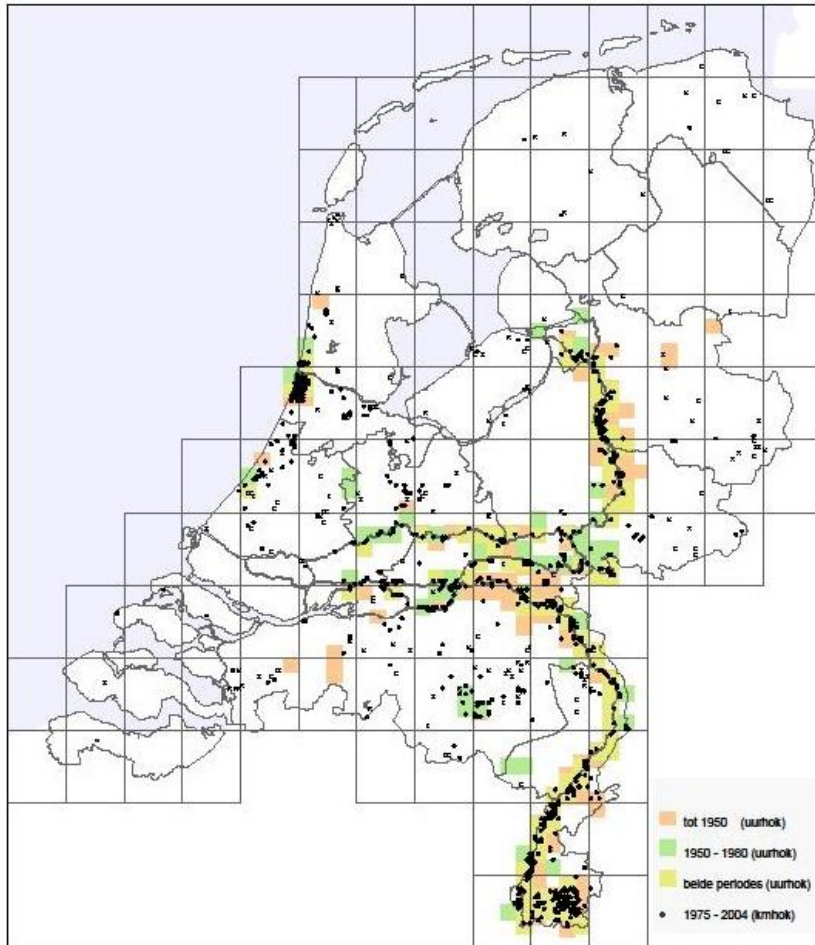 tot 1950 (uurhok)
1950 - 1980 (uurhok)
beide periodes (uurhok)
1975 - 2004 (kmhok)